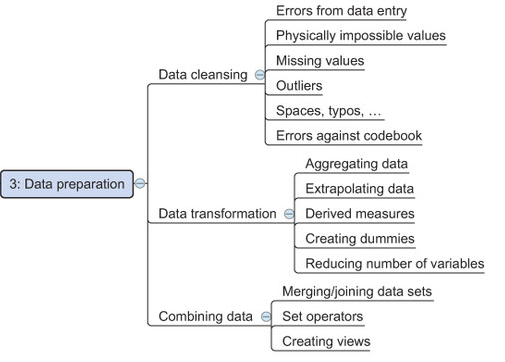 3: Data preparation
Data cleansing
Errors from data entry
Physically impossible values
Missing values
Outliers
Spaces, typos, …
Errors against codebook
Data transformation
Aggregating data
Extrapolating data
Derived measures
Creating dummies
Reducing number of variables
Combining data
Merging/joining data sets
Set operators
Creating views